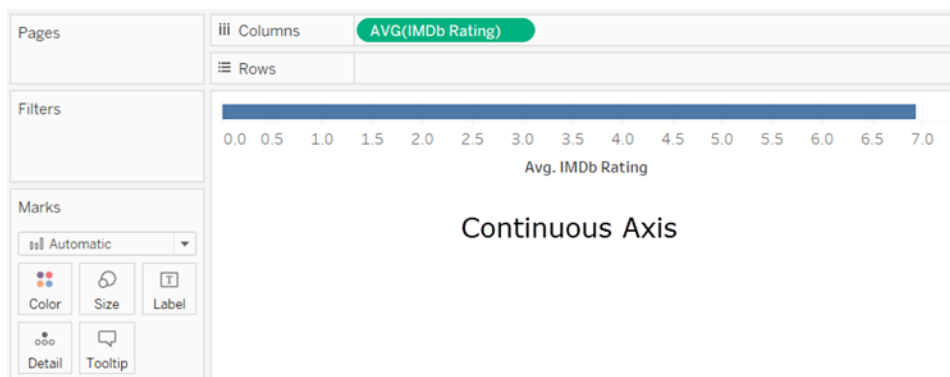 Pages
Columns
AVG(IMDb Rating)
Rows
Filters
0.0 0.5 1.0 1.5 2.0 2.5 3.0 3.5 4.0 4.5 5.0 5.5 6.0 6.5 7.0
Avg. IMDb Rating
Marks
Automatic
Continuous Axis
Color Size Label
T
Detail Tooltip